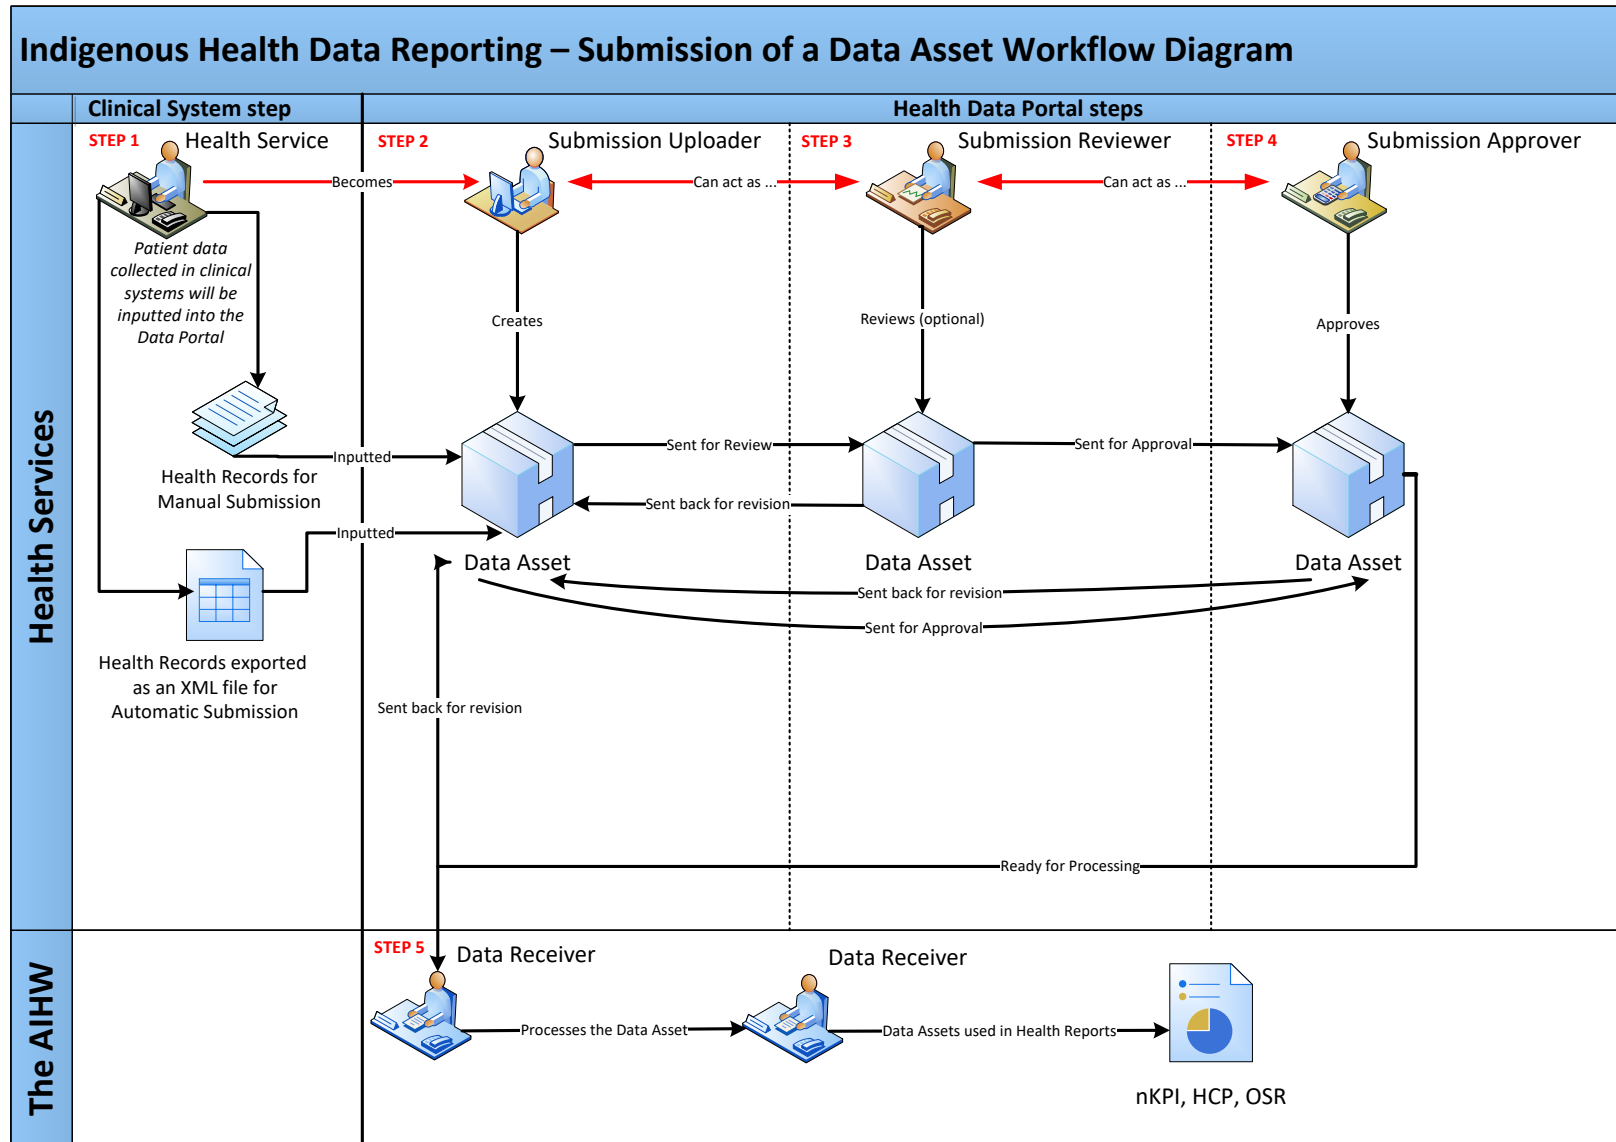 Indigenous Health Data Reporting – Submission of a Data Asset Workflow Diagram
Clinical System step
Health Data Portal steps
Health Services
STEP 1
Health Service
STEP 2
Submission Uploader
STEP 3
Submission Reviewer
STEP 4
Submission Approver
Becomes
Can act as ...
Can act as ...
Patient data
collected in clinical
systems will be
inputted into the
Data Portal
Creates
Reviews (optional)
Approves
Health Records for
Manual Submission
Inputted
Sent for Review
Sent for Approval
Sent back for revision
Inputted
Data Asset
Data Asset
Data Asset
Sent back for revision
Sent for Approval
Health Records exported
as an XML file for
Automatic Submission
Sent back for revision
Ready for Processing
The AIHW
STEP 5
Data Receiver
Data Receiver
Processes the Data Asset
Data Assets used in Health Reports
nKPI, HCP, OSR